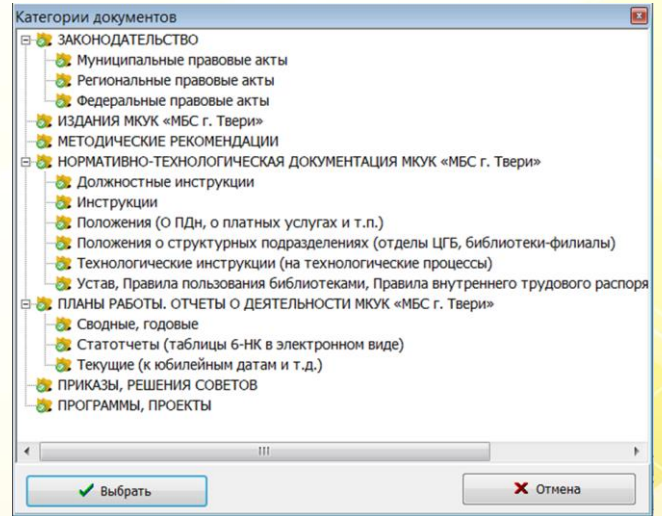 Категории документов
ЗАКОНОДАТЕЛЬСТВО
Муниципальные правовые акты
Региональные правовые акты
Федеральные правовые акты
ИЗДАНИЯ МКУК «МБС г. Твери»
МЕТОДИЧЕСКИЕ РЕКОМЕНДАЦИИ
НОРМАТИВНО-ТЕХНОЛОГИЧЕСКАЯ ДОКУМЕНТАЦИЯ МКУК «МБС г. Твери»
Должностные инструкции
Инструкции
Положения (О ПДн, о платных услугах и т.п.)
Положения о структурных подразделениях (отделы ЦГБ, библиотеки-филиалы)
Технологические инструкции (на технологические процессы)
Устав, Правила пользования библиотеками, Правила внутреннего трудового распоря
ПЛАНЫ РАБОТЫ. ОТЧЕТЫ О ДЕЯТЕЛЬНОСТИ МКУК «МБС г. Твери»
Сводные, годовые
Статотчеты (таблицы 6-НК в электронном виде)
Текущие (к юбилейным датам и т.д.)
ПРИКАЗЫ, РЕШЕНИЯ СОВЕТОВ
ПРОГРАММЫ, ПРОЕКТЫ
Выбрать
Отмена